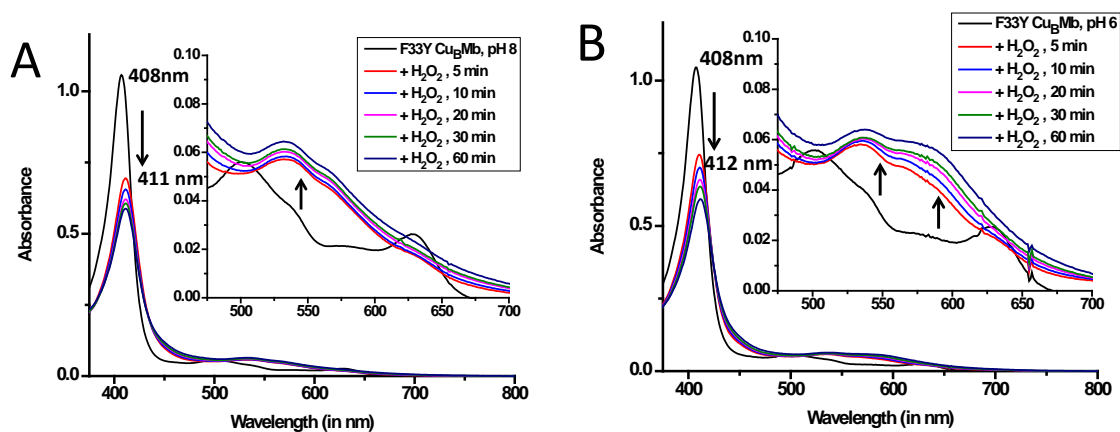 A
408nm
411 nm
F33Y CuBMb, pH 8
+ H2O2 , 5 min
+ H2O2 , 10 min
+ H2O2 , 20 min
+ H2O2 , 30 min
+ H2O2 , 60 min
0.10
0.08
0.06
0.04
0.02
0.00
500 550 600 650 700
1.0
0.5
0.0
Absorbance
400 500 600 700 800
Wavelength (in nm)
B
408nm
412 nm
F33Y CuBMb, pH 6
+ H2O2 , 5 min
+ H2O2 , 10 min
+ H2O2 , 20 min
+ H2O2 , 30 min
+ H2O2 , 60 min
0.10
0.08
0.06
0.04
0.02
0.00
500 550 600 650 700
1.0
0.5
0.0
Absorbance
400 500 600 700 800
Wavelength (in nm)